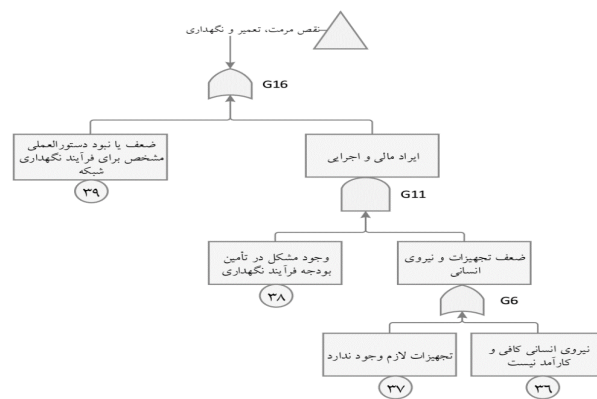 نقص مرمت، تعمیر و نگهداری
G16
ضعف یا نبود دستورالعملی
مشخص برای فرآیند نگهداری
شبکه
۳۹
ایراد مالی و اجرایی
G11
وجود مشکل در تأمین
بودجه فرآیند نگهداری
۳۸
ضعف تجهیزات و نیروی
انسانی
G6
تجهیزات لازم وجود ندارد
۳۷
نیروی انسانی کافی و
کارآمد نیست
۳۶